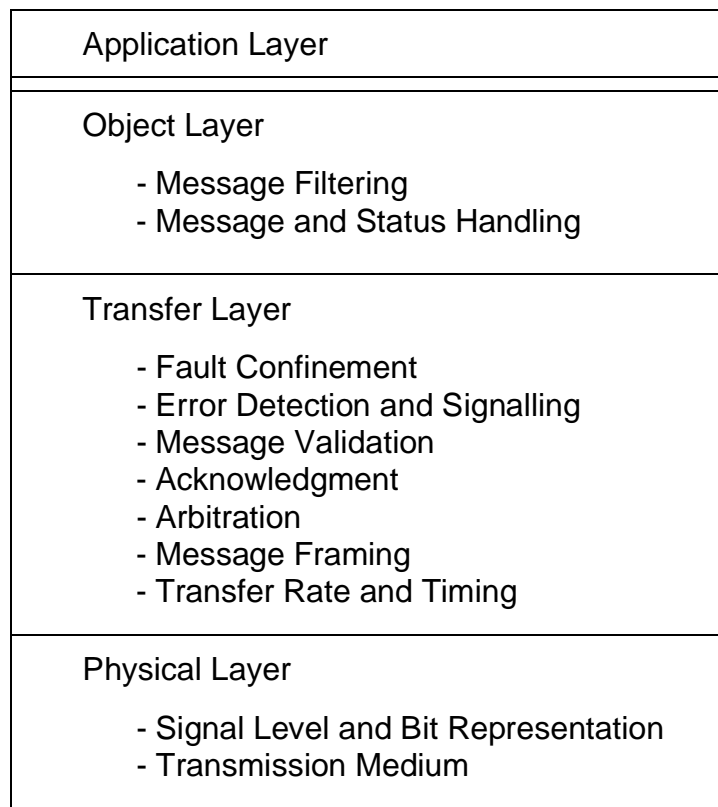 Application Layer
Object Layer
- Message Filtering
- Message and Status Handling
Transfer Layer
- Fault Confinement
- Error Detection and Signalling
- Message Validation
- Acknowledgment
- Arbitration
- Message Framing
- Transfer Rate and Timing
Physical Layer
- Signal Level and Bit Representation
- Transmission Medium